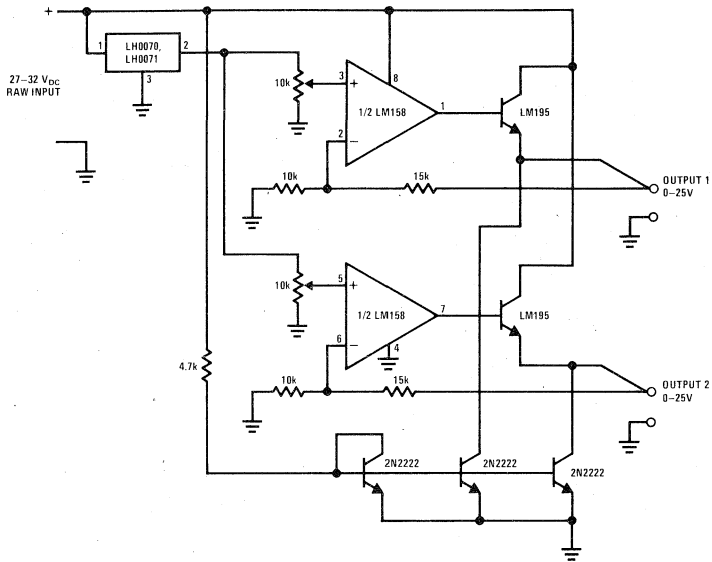 +
1
LH0070,
LH0071
2
3
27–32 VDC
RAW INPUT
10k
3
+
8
1/2 LM158
1
LM195
2
–
10k
15k
OUTPUT 1
0–25V
10k
5
+
1/2 LM158
7
LM195
6
–
4
4.7k
10k
15k
OUTPUT 2
0–25V
2N2222
2N2222
2N2222